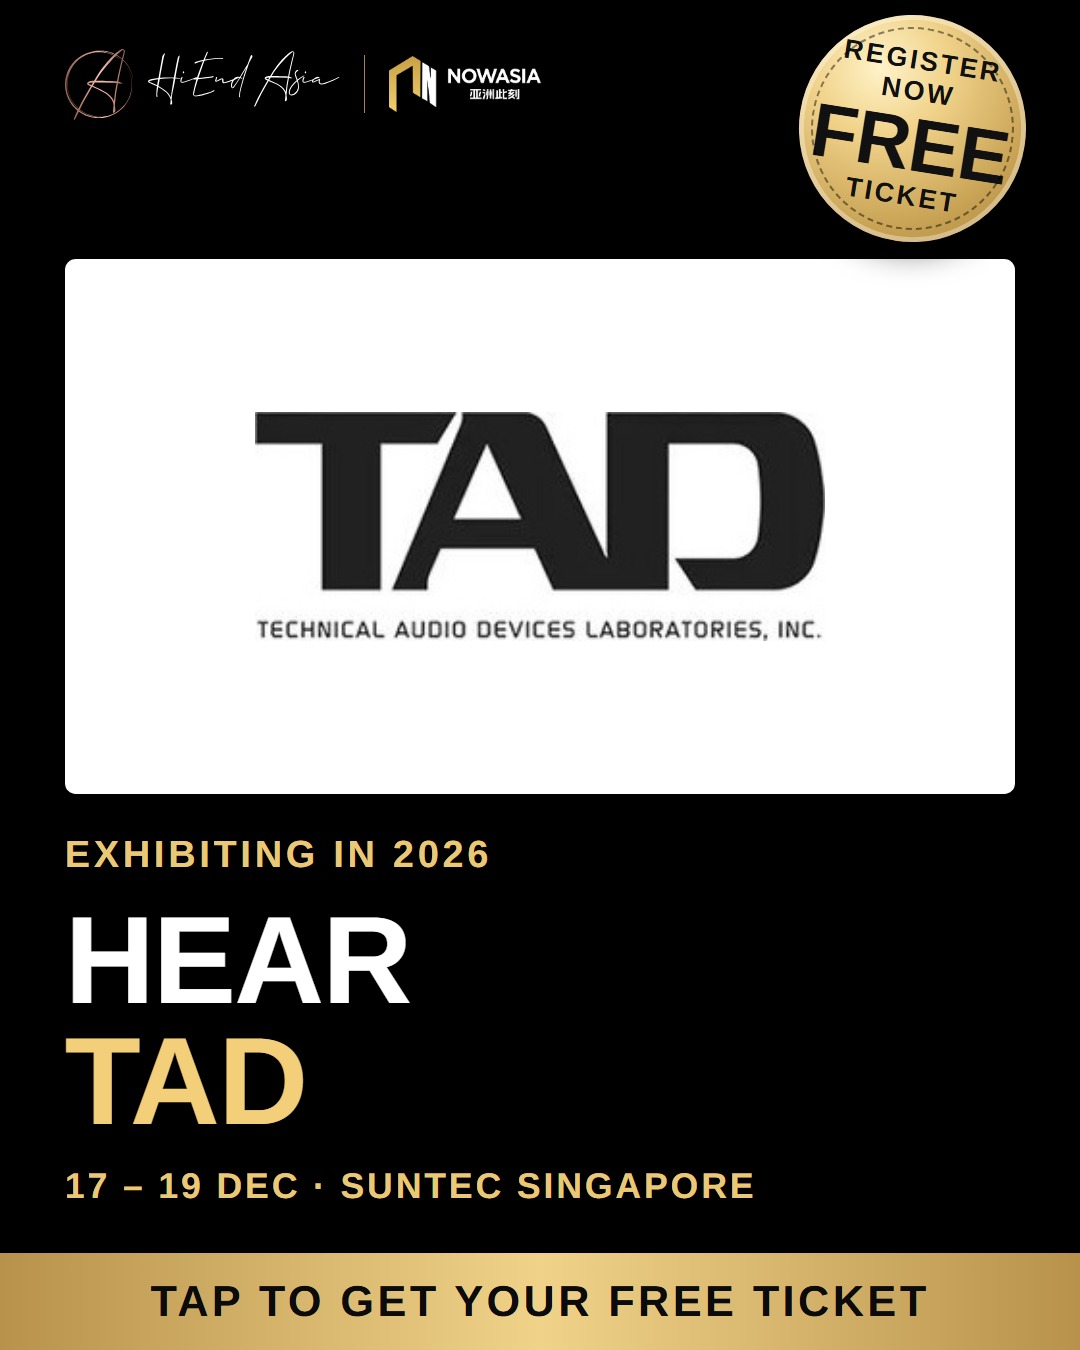 HiEnd Asia
NOWASIA
亚洲此刻
REGISTER
NOW
FREE
TICKET
TAD
TECHNICAL AUDIO DEVICES LABORATORIES, INC.
EXHIBITING IN 2026
HEAR
TAD
17 – 19 DEC · SUNTEC SINGAPORE
TAP TO GET YOUR FREE TICKET